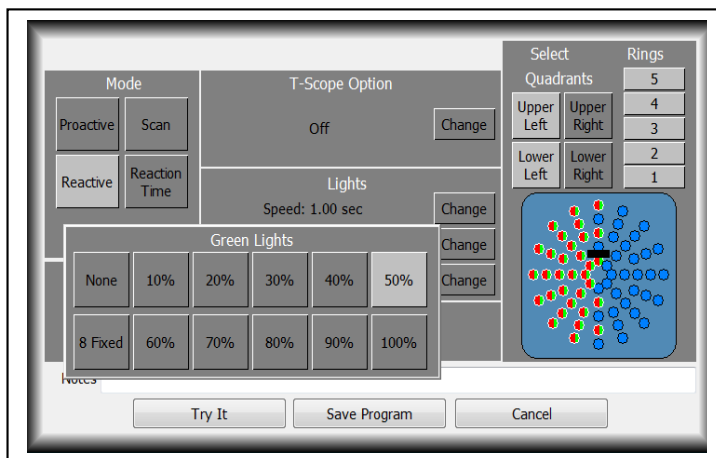 Mode
Proactive
Scan
Reactive
Reaction
Time
T-Scope Option
Off
Change
Lights
Speed: 1.00 sec
Change
Change
Change
Green Lights
None
10%
20%
30%
40%
50%
8 Fixed
60%
70%
80%
90%
100%
Select
Quadrants
Upper
Left
Upper
Right
Lower
Left
Lower
Right
Rings
5
4
3
2
1
Notes
Try It
Save Program
Cancel